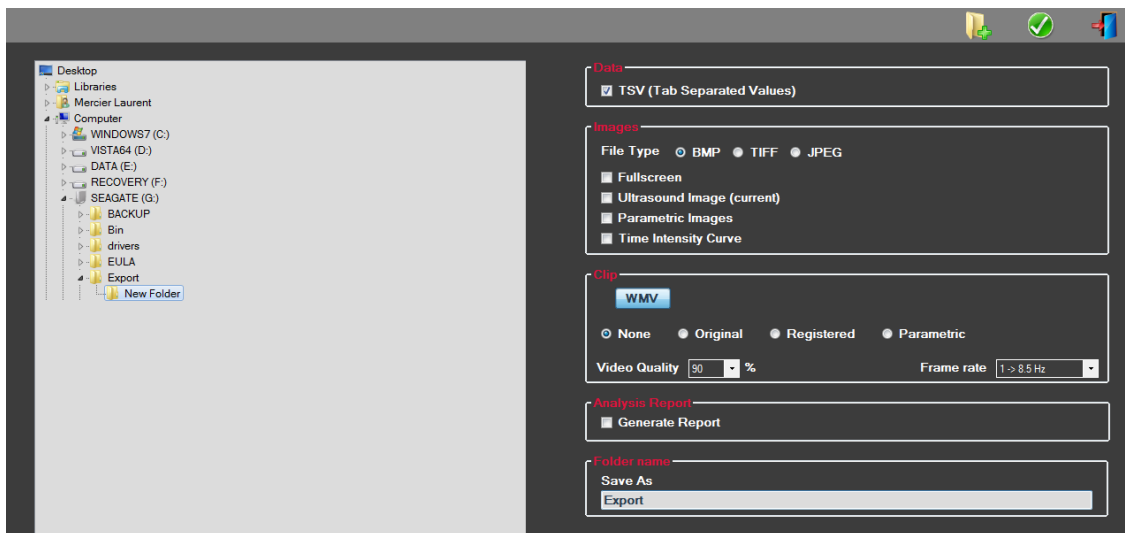 Desktop
Libraries
Mercier Laurent
Computer
WINDOWS7 (C:)
VISTA64 (D:)
DATA (E:)
RECOVERY (F:)
SEAGATE (G:)
BACKUP
Bin
drivers
EULA
Export
New Folder
Data
TSV (Tab Separated Values)
Images
File Type BMP TIFF JPEG
Fullscreen
Ultrasound Image (current)
Parametric Images
Time Intensity Curve
Clip
WMV
None Original Registered Parametric
Video Quality 90 % Frame rate 1 -> 8.5 Hz
Analysis Report
Generate Report
Folder name
Save As
Export